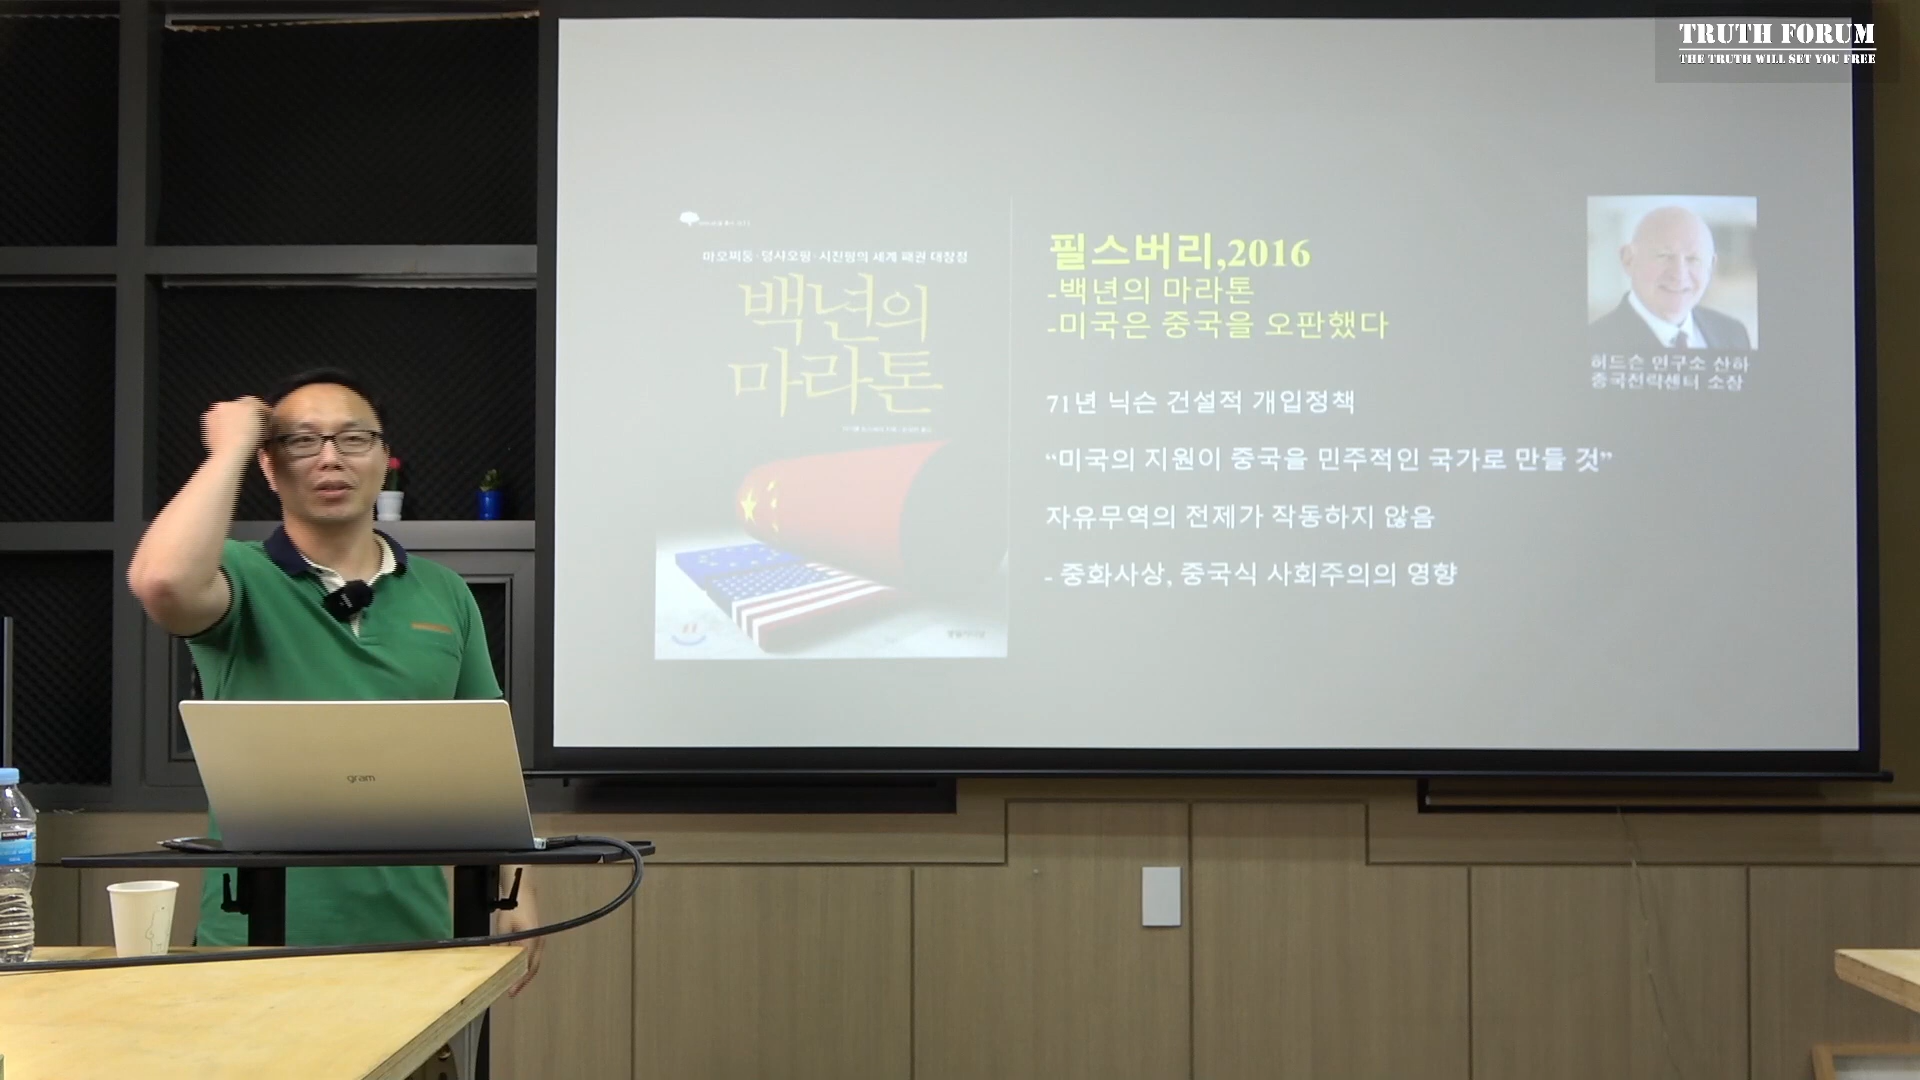 TRUTH FORUM
THE TRUTH WILL SET YOU FREE
마오쩌둥·덩샤오핑·시진핑의 세계 패권 대장정
백년의
마라톤
필스버리,2016
-백년의 마라톤
-미국은 중국을 오판했다
71년 닉슨 건설적 개입정책
“미국의 지원이 중국을 민주적인 국가로 만들 것”
자유무역의 전제가 작동하지 않음
- 중화사상, 중국식 사회주의의 영향
허드슨 연구소 산하
중국전략센터 소장
gram